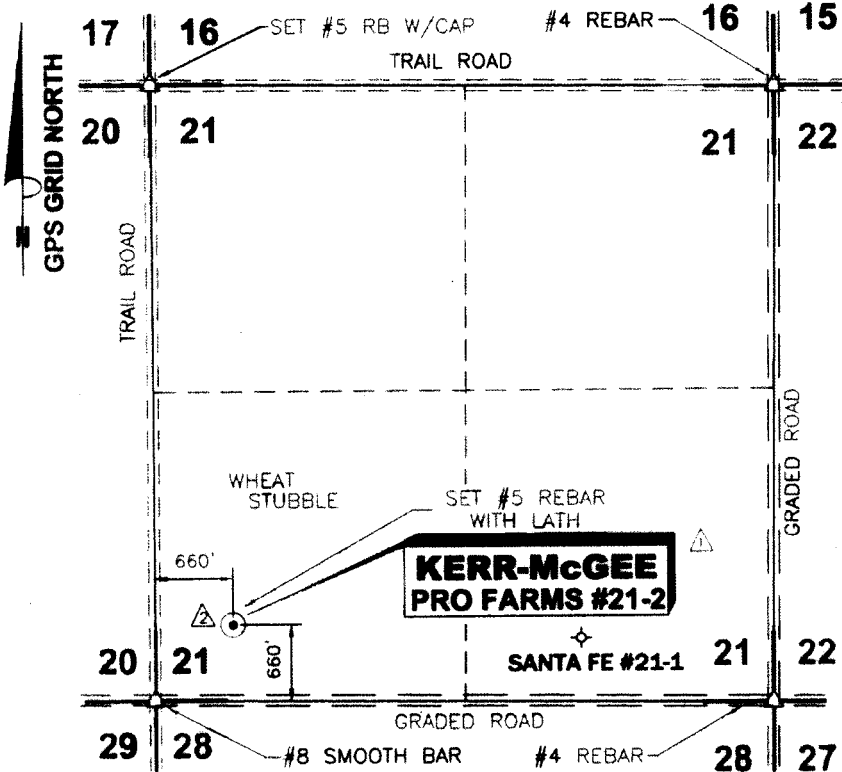 17 16
SET #5 RB W/CAP
#4 REBAR
16 15
TRAIL ROAD
20 21
21 22
GPS GRID NORTH
N
TRAIL ROAD
GRADED ROAD
WHEAT
STUBBLE
SET #5 REBAR
WITH LATH
1
660'
KERR-McGEE
PRO FARMS #21-2
2
660'
SANTA FE #21-1
20 21
21 22
GRADED ROAD
29 28
#8 SMOOTH BAR
#4 REBAR
28 27